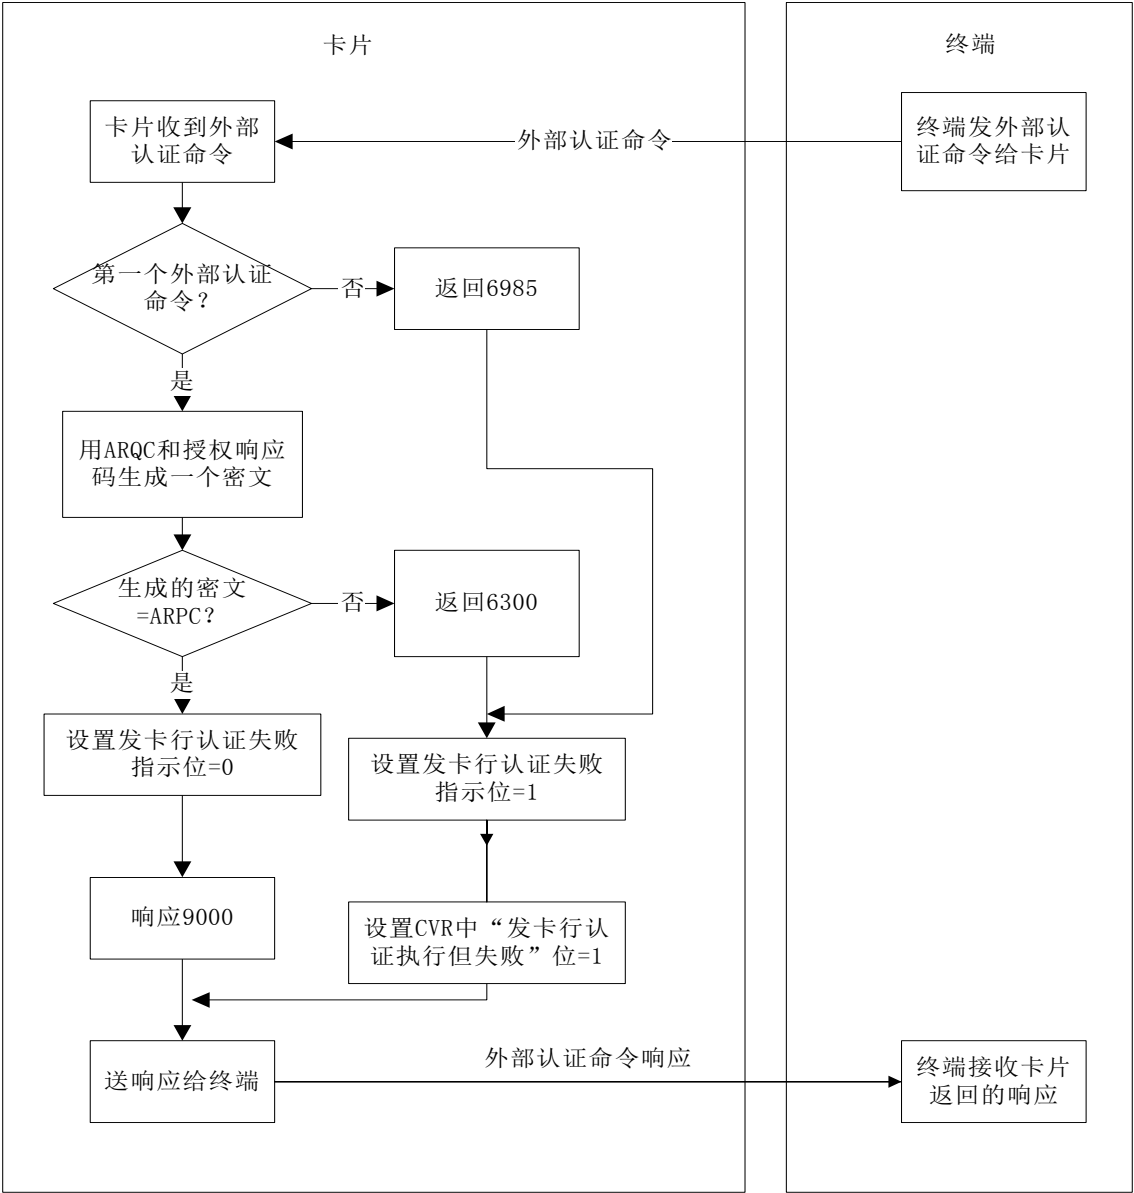 卡片
终端
卡片收到外部
认证命令
外部认证命令
终端发外部认
证命令给卡片
第一个外部认证
命令？
否
返回6985
是
用ARQC和授权响应
码生成一个密文
生成的密文
=ARPC？
否
返回6300
是
设置发卡行认证失败
指示位=0
设置发卡行认证失败
指示位=1
响应9000
设置CVR中“发卡行认
证执行但失败”位=1
送响应给终端
外部认证命令响应
终端接收卡片
返回的响应